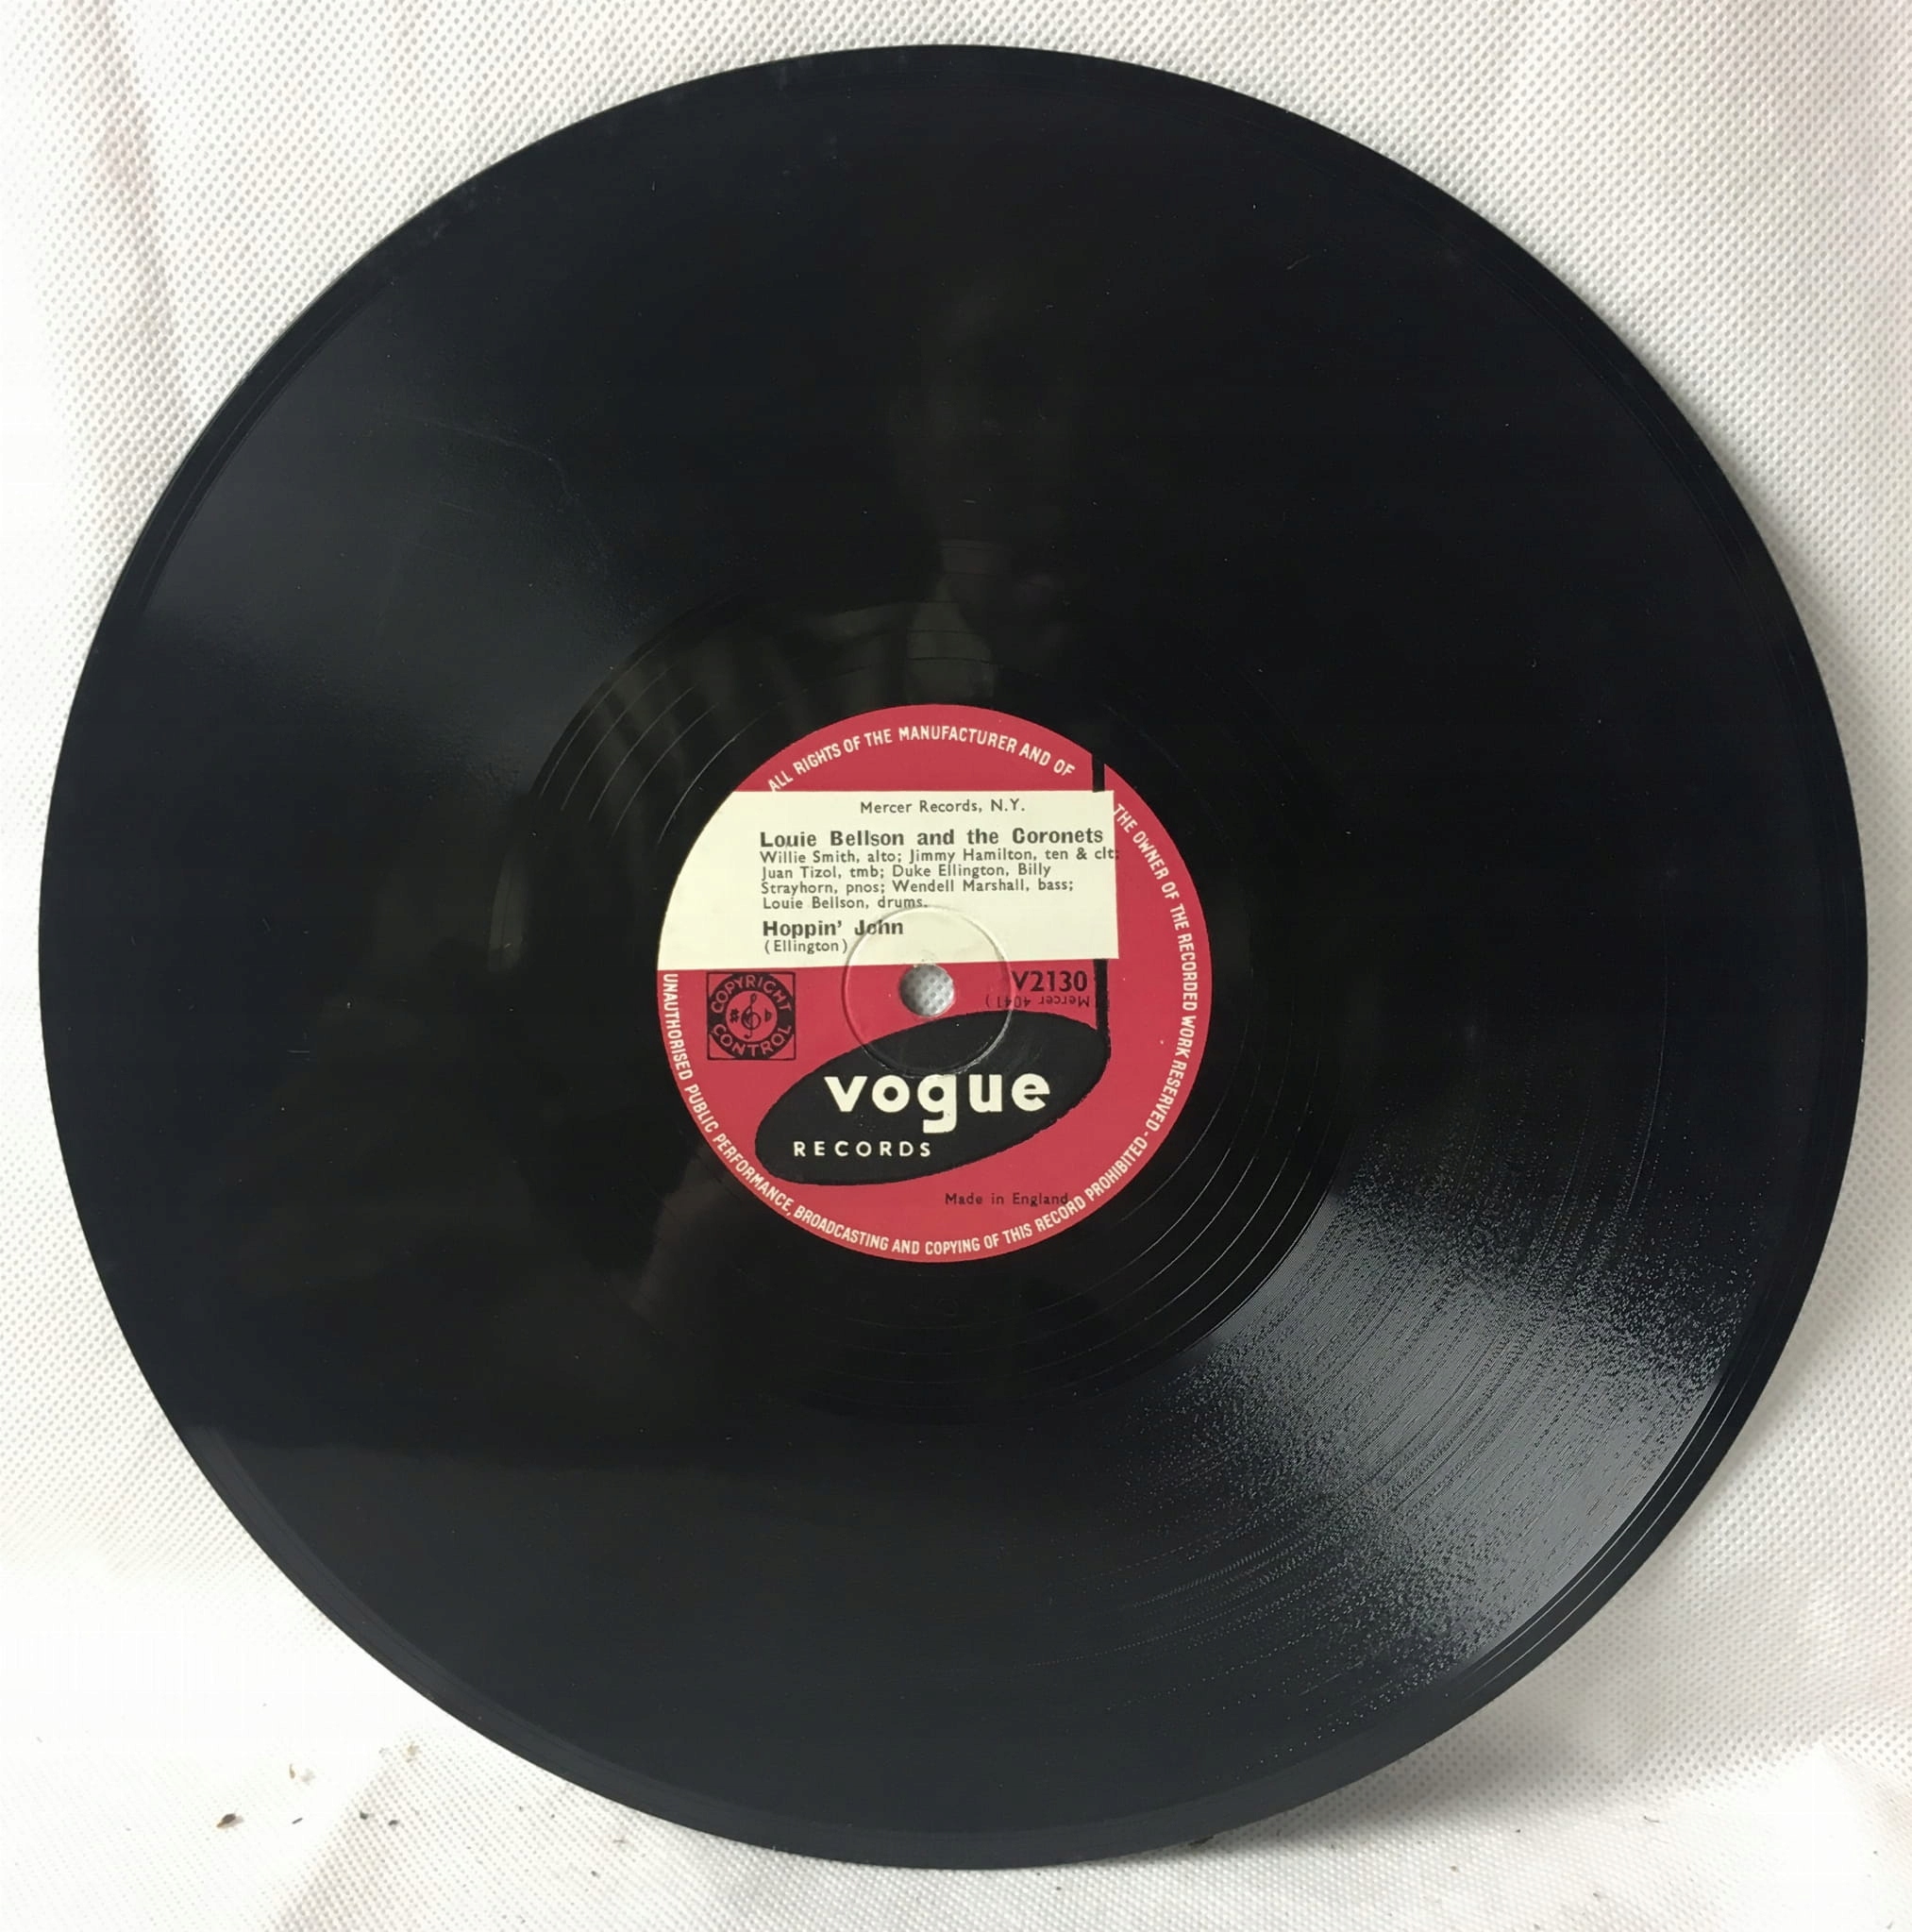 ALL RIGHTS OF THE MANUFACTURER AND OF THE OWNER OF THE RECORDED WORK RESERVED - UNAUTHORISED PUBLIC PERFORMANCE, BROADCASTING AND COPYING OF THIS RECORD PROHIBITED
Mercer Records, N.Y.
Louie Bellson and the Coronets
Willie Smith, alto; Jimmy Hamilton, ten & clt;
Juan Tizol, tmb; Duke Ellington, Billy
Strayhorn, pnos; Wendell Marshall, bass;
Louie Bellson, drums.
Hoppin' John
(Ellington)
COPYRIGHT
CONTROL
V2130
Mercer 4041)
vogue
RECORDS
Made in England